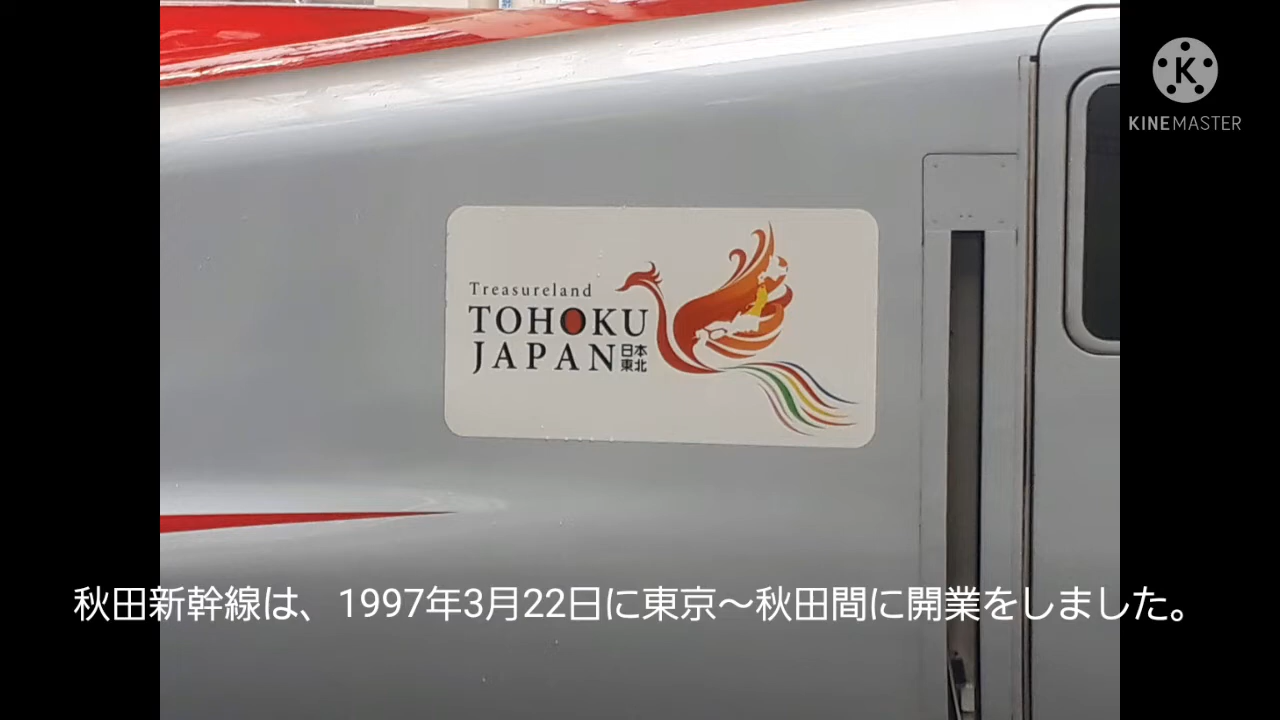 KINEMASTER
Treasureland
TOHOKU
JAPAN 日本
東北
秋田新幹線は、1997年3月22日に東京～秋田間に開業をしました。